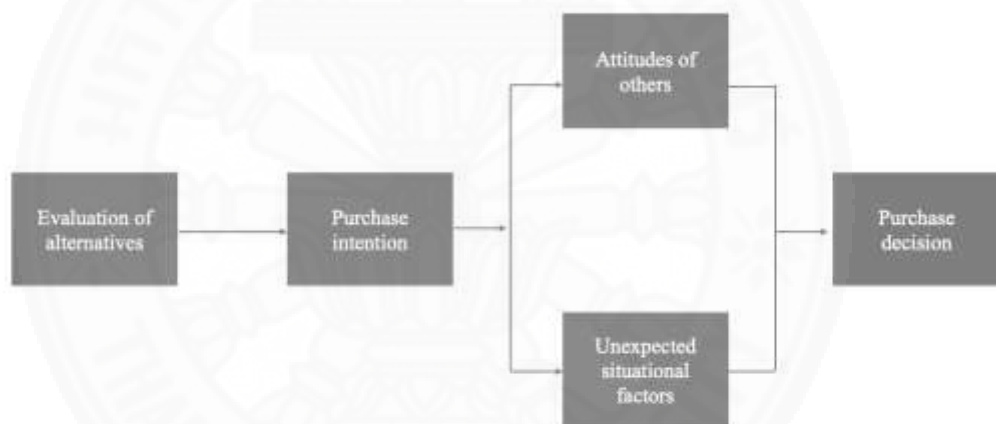 Evaluation of
alternatives
Purchase
intention
Attitudes of
others
Unexpected
situational
factors
Purchase
decision